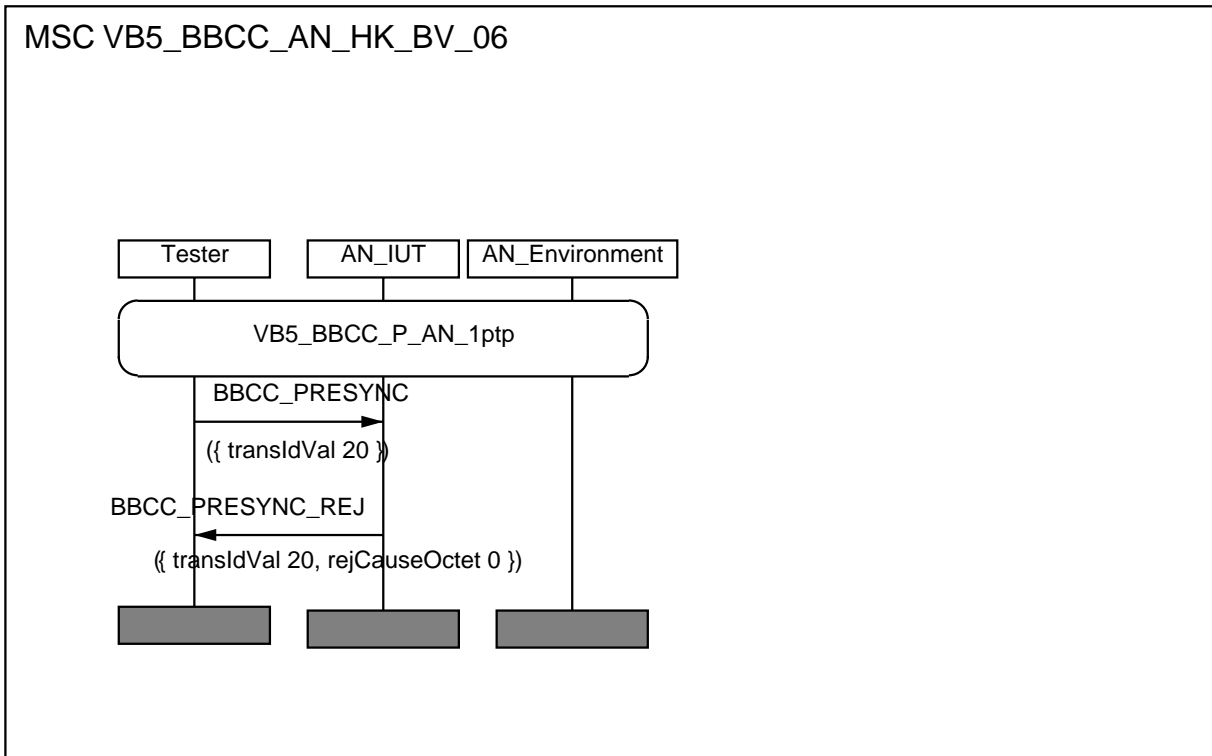 MSC VB5_BBCC_AN_HK_BV_06
Tester AN_IUT AN_Environment
VB5_BBCC_P_AN_1ptp
BBCC_PRESYNC
({ transIdVal 20 })
BBCC_PRESYNC_REJ
({ transIdVal 20, rejCauseOctet 0 })